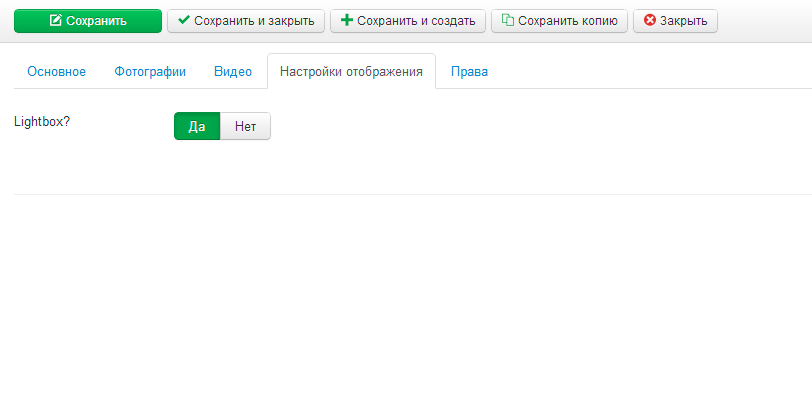 Сохранить Сохранить и закрыть Сохранить и создать Сохранить копию Закрыть
Основное Фотографии Видео Настройки отображения Права
Lightbox? Да Нет